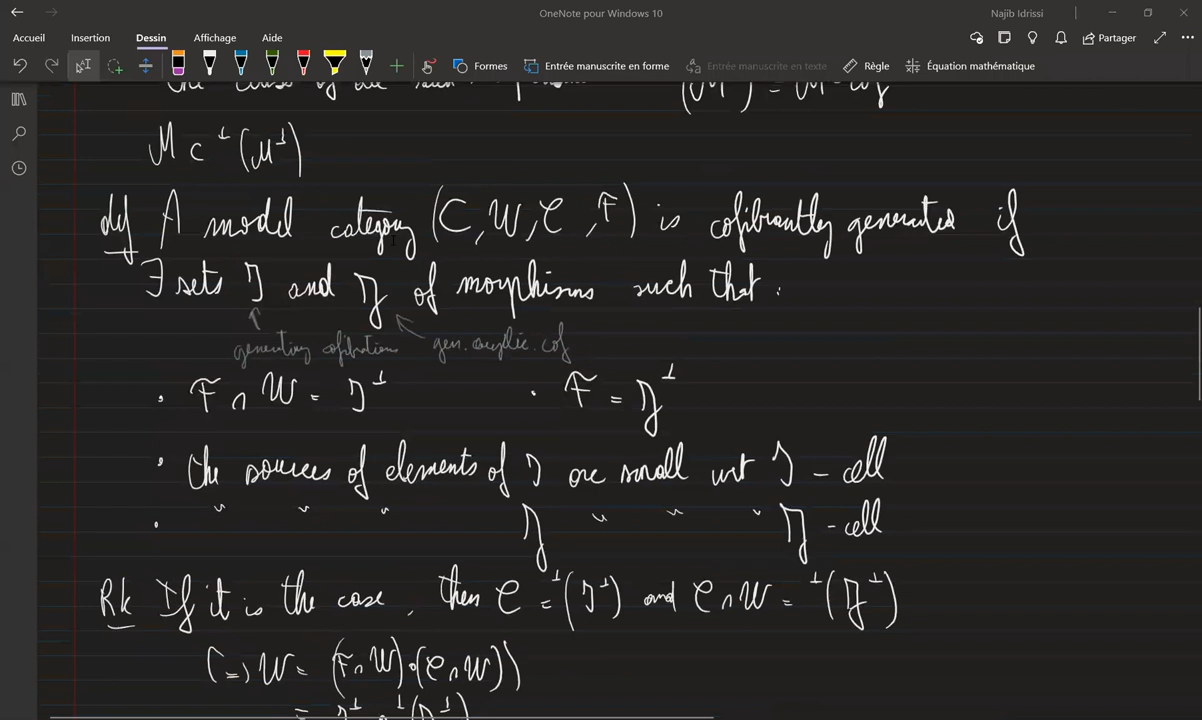 OneNote pour Windows 10
Najib Idrissi
Accueil Insertion Dessin Affichage Aide
Partager
Formes Entrée manuscrite en forme Entrée manuscrite en texte Règle Équation mathématique
M ⊂ ⊥(M⊥)
def A model category (C, W, C, F) is cofibrantly generated if
∃ sets I and J of morphisms such that :
generating cofibrations gen. acyclic. cof
• F ∩ W = I⊥ • F = J⊥
• the sources of elements of I are small wrt I - cell
• " " " J " " " J - cell
Rk If it is the case, then C = ⊥(I⊥) and C ∩ W = ⊥(J⊥)
(=) W = (F ∩ W) ∘ (C ∩ W))
= I⊥ ∘ ⊥(J⊥)